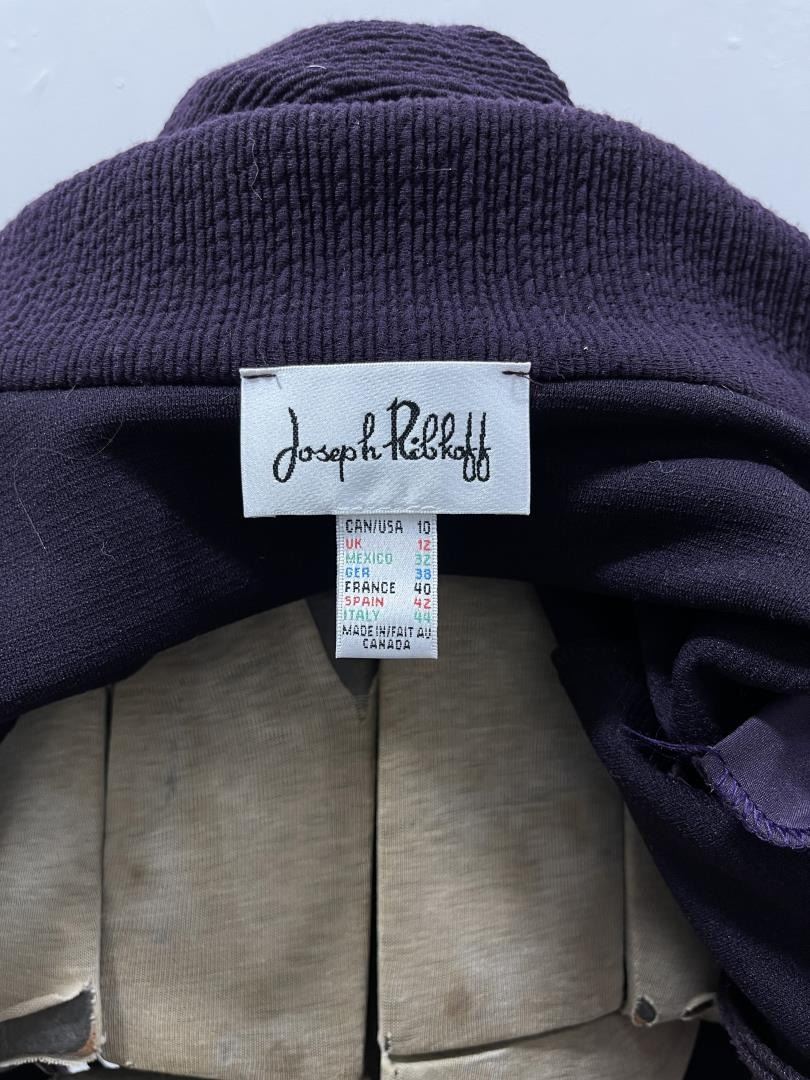 Joseph Ribkoff
CAN/USA 10
UK 12
MEXICO 32
GER 38
FRANCE 40
SPAIN 42
ITALY 44
MADE IN/FAIT AU
CANADA